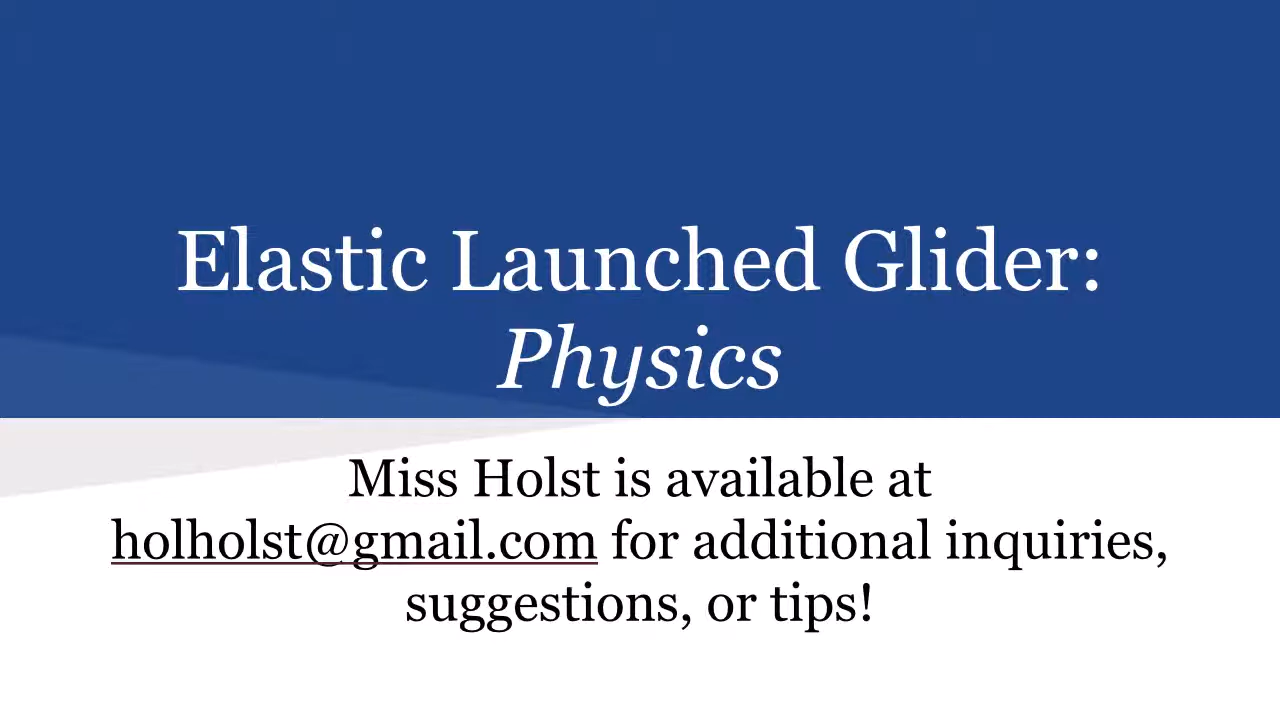 Elastic Launched Glider:
Physics
Miss Holst is available at
holholst@gmail.com for additional inquiries,
suggestions, or tips!